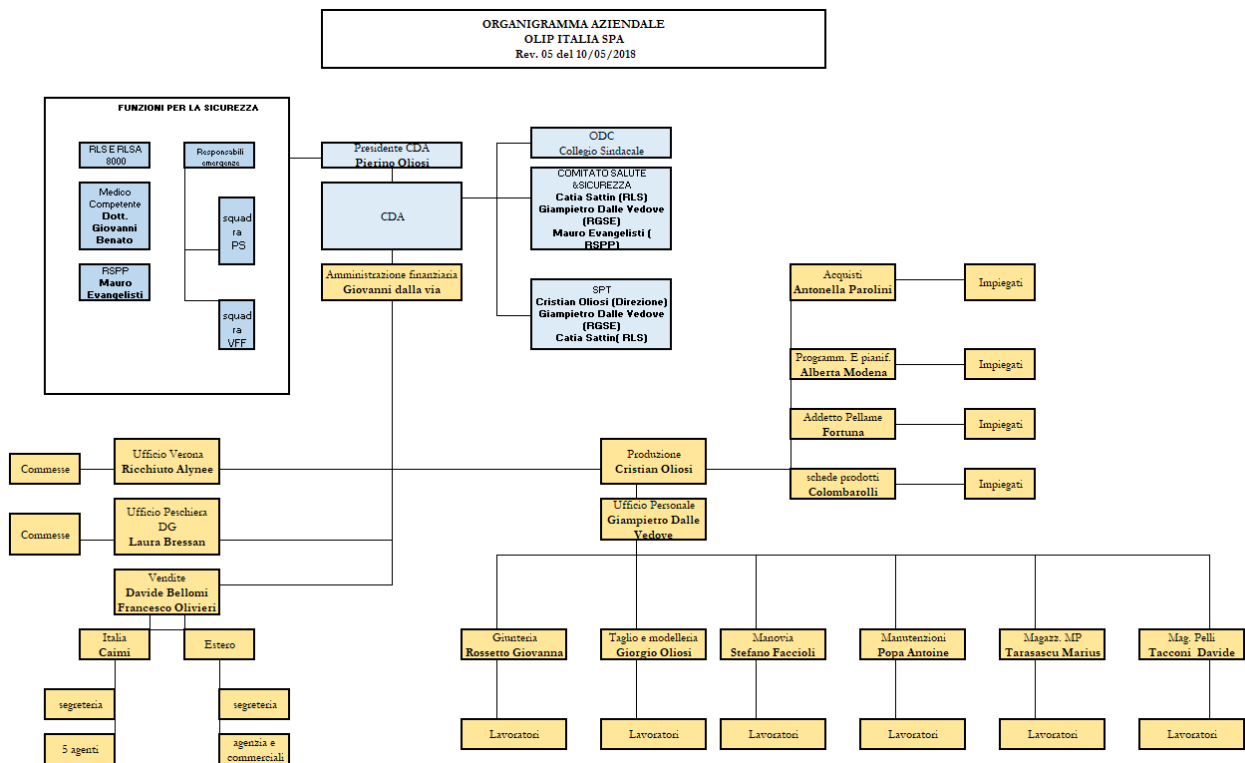 ORGANIGRAMMA AZIENDALE
OLIP ITALIA SPA
Rev. 05 del 10/05/2018
FUNZIONI PER LA SICUREZZA
RLS E RLSA
8000
Responsabili
emergenze
Medico
Competente
Dott.
Giovanni
Benato
squad
ra
PS
RSPP
Mauro
Evangelisti
squad
ra
VFF
Presidente CDA
Pierino Oliosi
CDA
Amministrazione finanziaria
Giovanni dalla via
ODC
Collegio Sindacale
COMITATO SALUTE
&SICUREZZA
Catia Sattin (RLS)
Giampietro Dalle Vedove
(RGSE)
Mauro Evangelisti (
RSPP)
SPT
Cristian Oliosi (Direzione)
Giampietro Dalle Vedove
(RGSE)
Catia Sattin( RLS)
Acquisti
Antonella Parolini
Impiegati
Programm. E pianif.
Alberta Modena
Impiegati
Addetto Pellame
Fortuna
Impiegati
schede prodotti
Colombarolli
Impiegati
Commesse
Ufficio Verona
Ricchiuto Alynee
Produzione
Cristian Oliosi
Commesse
Ufficio Peschiera
DG
Laura Bressan
Ufficio Personale
Giampietro Dalle
Vedove
Vendite
Davide Bellomi
Francesco Olivieri
Italia
Caimi
Estero
segreteria
segreteria
5 agenti
agenzia e
commerciali
Giunteria
Rossetto Giovanna
Taglio e modelleria
Giorgio Oliosi
Manovia
Stefano Faccioli
Manutenzioni
Popa Antoine
Magazz. MP
Tarasascu Marius
Mag. Pelli
Tacconi  Davide
Lavoratori
Lavoratori
Lavoratori
Lavoratori
Lavoratori
Lavoratori